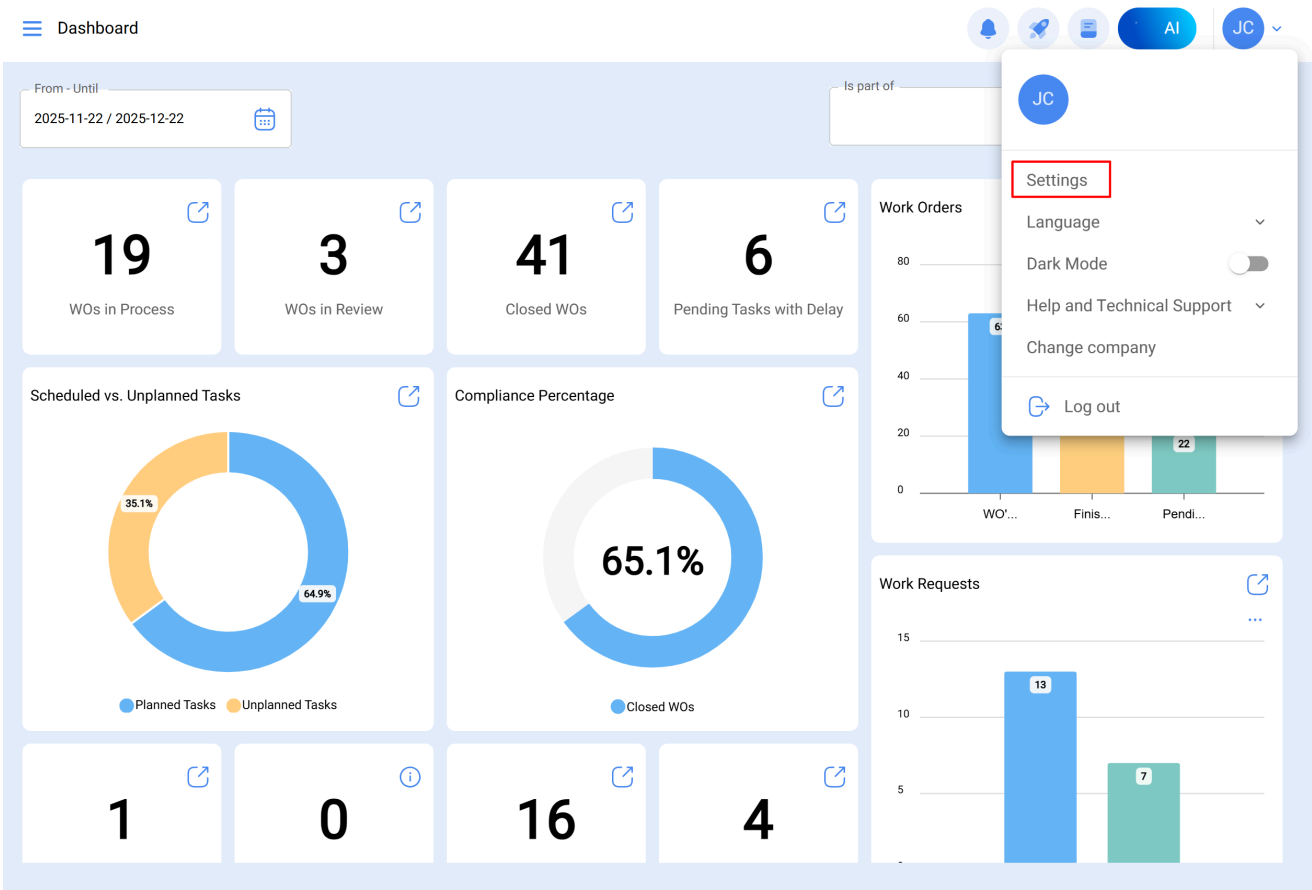 Dashboard
AI
JC
From - Until
2025-11-22 / 2025-12-22
Is part of
JC
Settings
Language
Dark Mode
Help and Technical Support
Change company
Log out
19
WOs in Process
3
WOs in Review
41
Closed WOs
6
Pending Tasks with Delay
Work Orders
80
60
40
20
0
22
WO'...
Finis...
Pendi...
Scheduled vs. Unplanned Tasks
35.1%
64.9%
Planned Tasks
Unplanned Tasks
Compliance Percentage
65.1%
Closed WOs
Work Requests
...
15
10
5
13
7
1
0
16
4